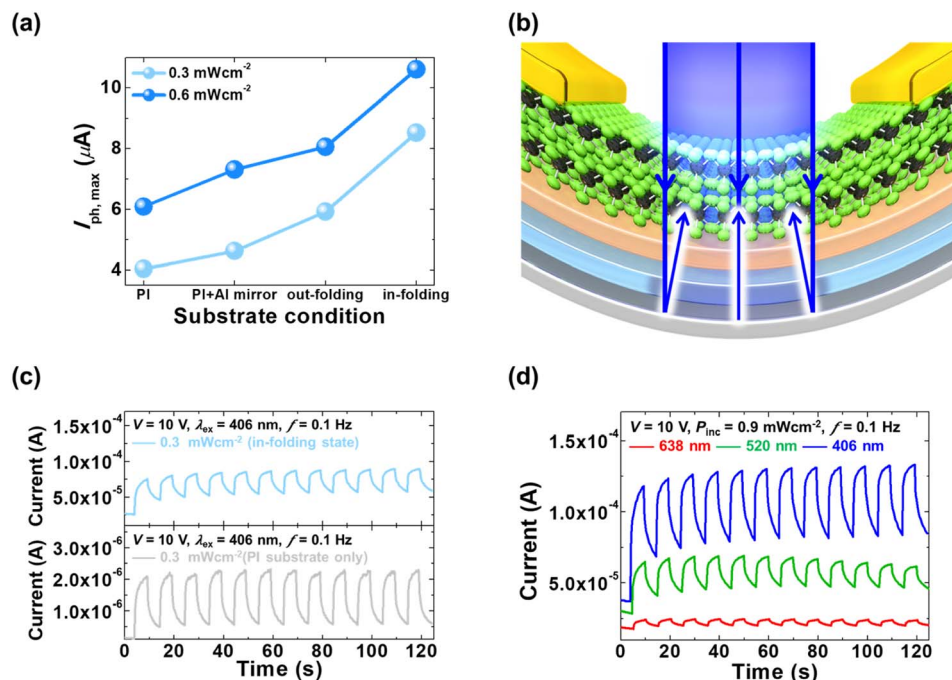 (a)
10
8
6
4
I ph, max (μA)
0.3 mWcm-2
0.6 mWcm-2
PI PI+Al mirror out-folding in-folding
Substrate condition
(b)
(c)
1.5x10-4
1.0x10-4
5.0x10-5
Current (A)
V = 10 V, λex = 406 nm, f = 0.1 Hz
0.3 mWcm-2 (in-folding state)
3.0x10-6
2.0x10-6
1.0x10-6
Current (A)
V = 10 V, λex = 406 nm, f = 0.1 Hz
0.3 mWcm-2(PI substrate only)
0 20 40 60 80 100 120
Time (s)
(d)
1.5x10-4
1.0x10-4
5.0x10-5
Current (A)
V = 10 V, Pinc = 0.9 mWcm-2, f = 0.1 Hz
638 nm 520 nm 406 nm
0 20 40 60 80 100 120
Time (s)